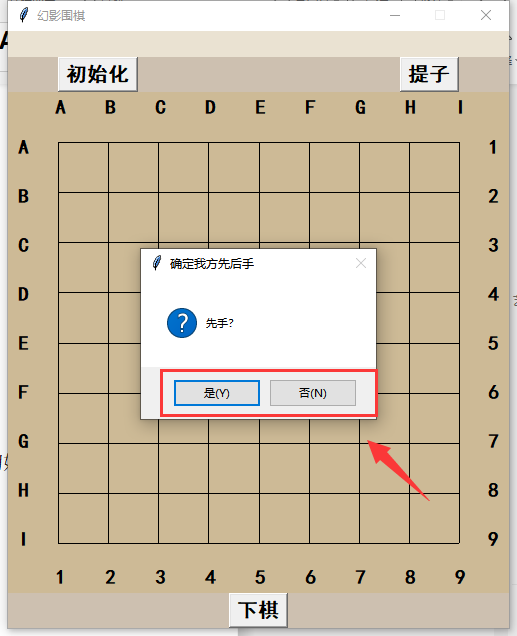 幻影围棋
初始化 提子
A B C D E F G H I
A 1
B 2
C 3
确定我方先后手
D 4
先手?
E 5
是(Y) 否(N)
F 6
G 7
H 8
I 9
1 2 3 4 5 6 7 8 9
下棋